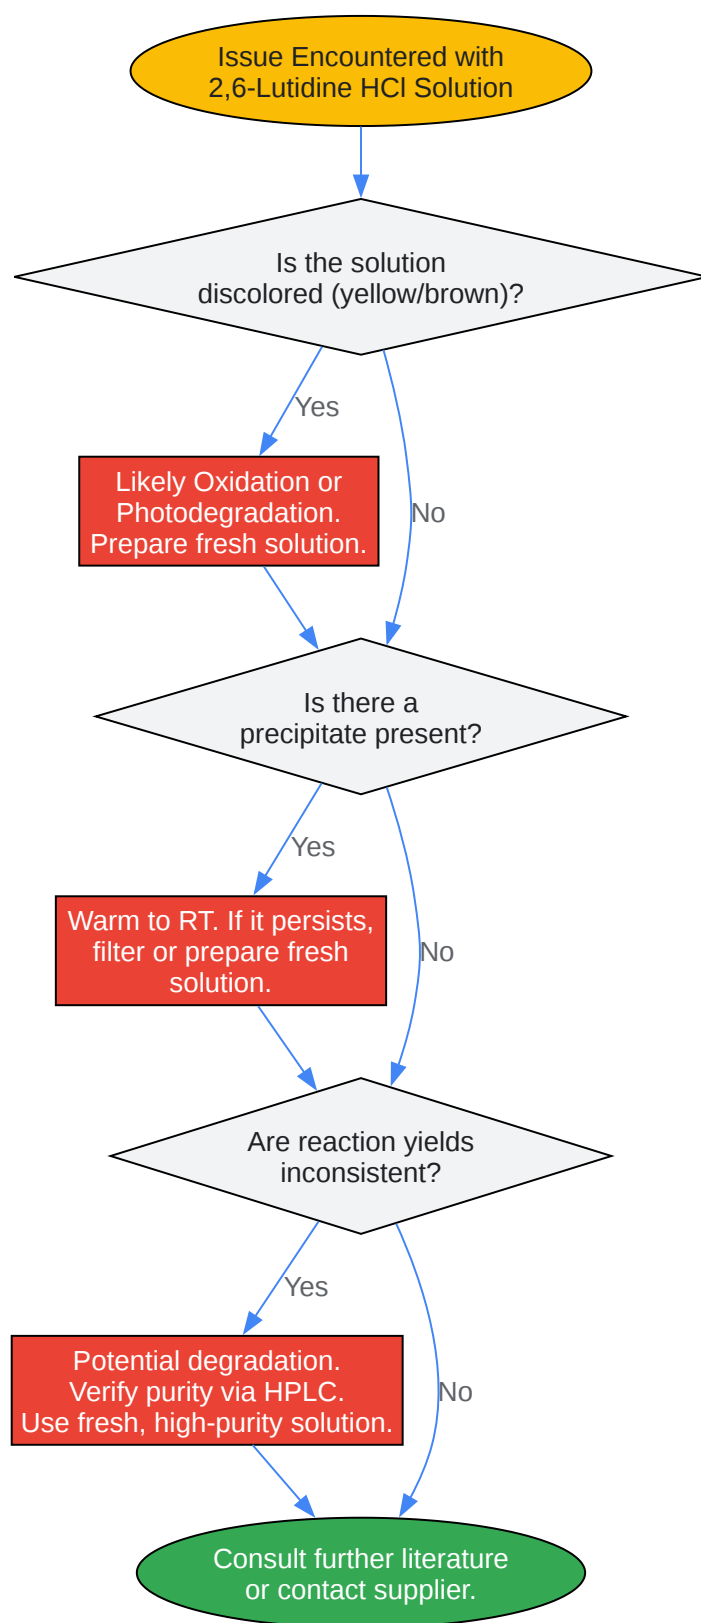 Issue Encountered with
2,6-Lutidine HCl Solution
Is the solution
discolored (yellow/brown)?
Yes
No
Likely Oxidation or
Photodegradation.
Prepare fresh solution.
Is there a
precipitate present?
Yes
No
Warm to RT. If it persists,
filter or prepare fresh
solution.
Are reaction yields
inconsistent?
Yes
No
Potential degradation.
Verify purity via HPLC.
Use fresh, high-purity solution.
Consult further literature
or contact supplier.